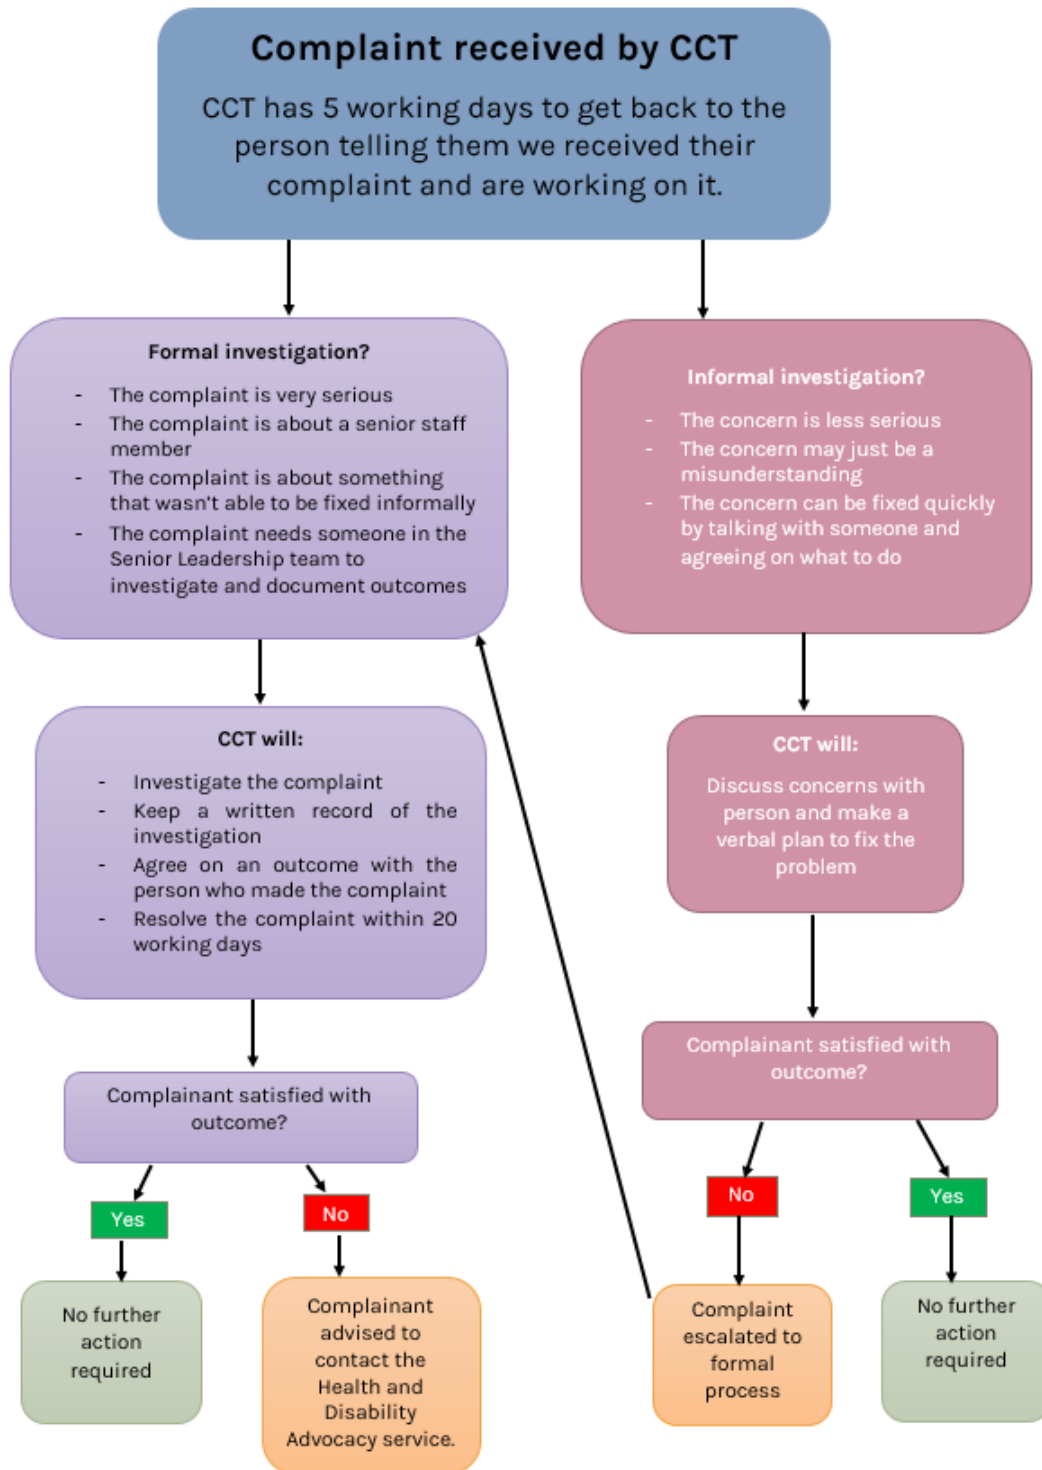 Complaint received by CCT
CCT has 5 working days to get back to the
person telling them we received their
complaint and are working on it.
Formal investigation?
- The complaint is very serious
- The complaint is about a senior staff
member
- The complaint is about something
that wasn't able to be fixed informally
- The complaint needs someone in the
Senior Leadership team to
investigate and document outcomes
Informal investigation?
- The concern is less serious
- The concern may just be a
misunderstanding
- The concern can be fixed quickly
by talking with someone and
agreeing on what to do
CCT will:
- Investigate the complaint
- Keep a written record of the
investigation
- Agree on an outcome with the
person who made the complaint
- Resolve the complaint within 20
working days
CCT will:
Discuss concerns with
person and make a
verbal plan to fix the
problem
Complainant satisfied with
outcome?
Complainant satisfied with
outcome?
Yes
No
No
Yes
No further
action
required
Complainant
advised to
contact the
Health and
Disability
Advocacy service.
Complaint
escalated to
formal
process
No further
action
required